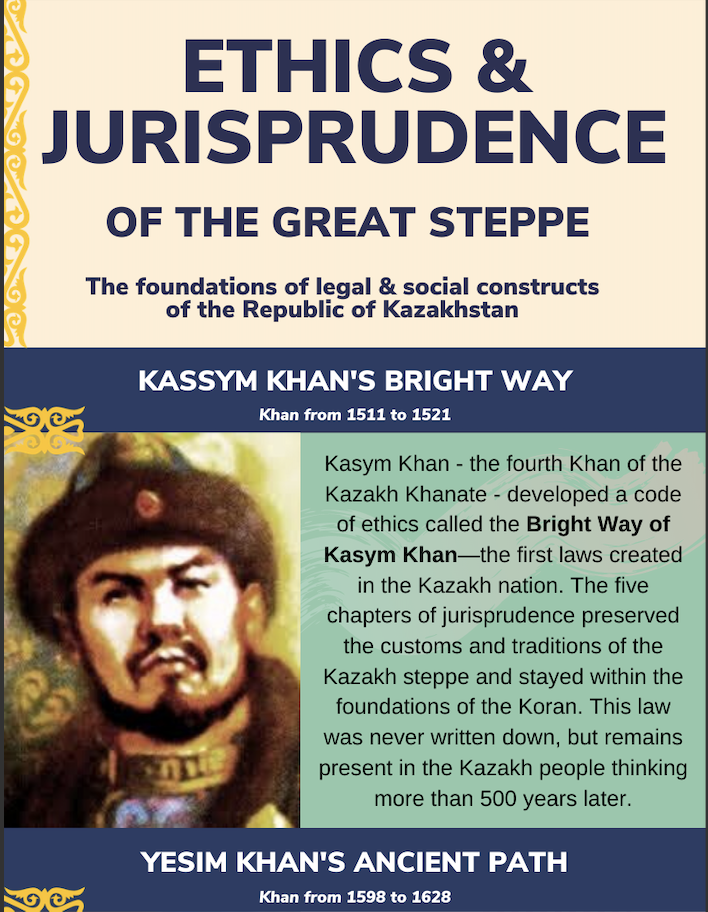 ETHICS &
JURISPRUDENCE
OF THE GREAT STEPPE
The foundations of legal & social constructs
of the Republic of Kazakhstan
KASSYM KHAN'S BRIGHT WAY
Khan from 1511 to 1521
Kasym Khan - the fourth Khan of the
Kazakh Khanate - developed a code
of ethics called the Bright Way of
Kasym Khan—the first laws created
in the Kazakh nation. The five
chapters of jurisprudence preserved
the customs and traditions of the
Kazakh steppe and stayed within the
foundations of the Koran. This law
was never written down, but remains
present in the Kazakh people thinking
more than 500 years later.
YESIM KHAN'S ANCIENT PATH
Khan from 1598 to 1628